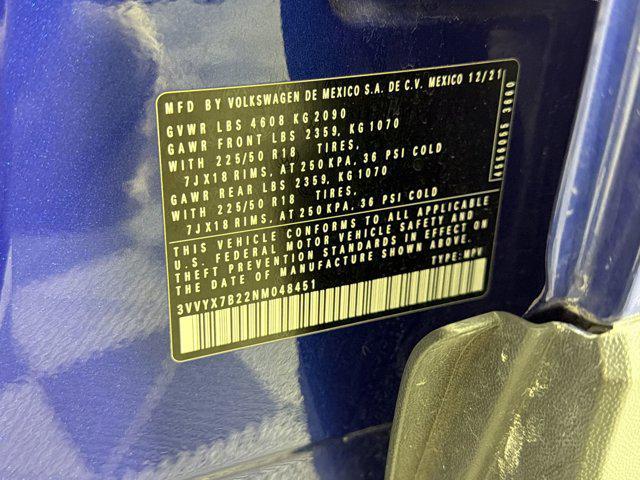 MFD BY VOLKSWAGEN DE MEXICO S.A. DE C.V. MEXICO 12/21
GVWR LBS 4608 KG 2090
GAWR FRONT LBS 2359, KG 1070
WITH 225/50 R18 TIRES,
7JX18 RIMS, AT 250 KPA, 36 PSI COLD
GAWR REAR LBS 2359, KG 1070
WITH 225/50 R18 TIRES,
7JX18 RIMS, AT 250 KPA, 36 PSI COLD
THIS VEHICLE CONFORMS TO ALL APPLICABLE
U.S. FEDERAL MOTOR VEHICLE SAFETY AND
THEFT PREVENTION STANDARDS IN EFFECT ON
THE DATE OF MANUFACTURE SHOWN ABOVE.
TYPE: MPV
3VVYX7B22NM048451